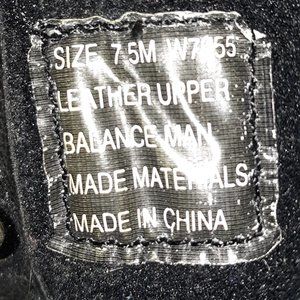 SIZE 7.5M
LEATHER UPPER
BALANCE MAN
MADE MATERIALS
MADE IN CHINA